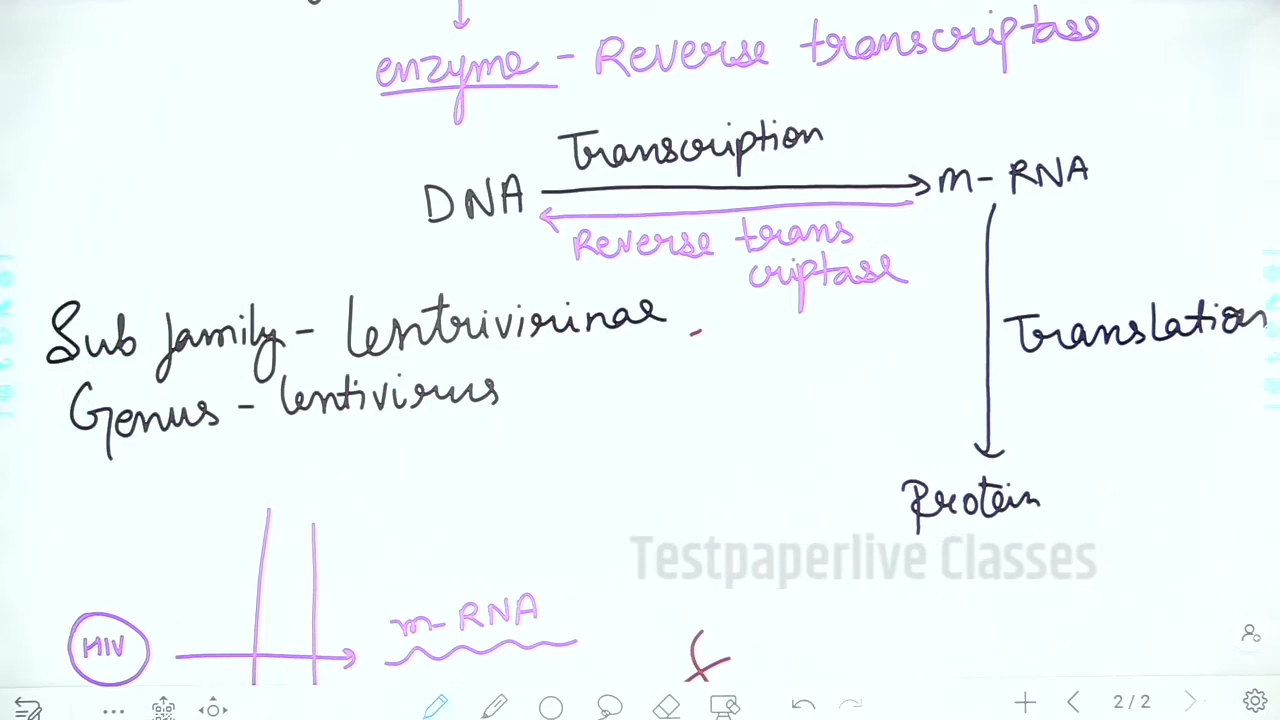 enzyme - Reverse transcriptase
Transcription
DNA
m- RNA
Reverse trans
criptase
Sub family - lentrivirinae
Translation
Genus - lentivirus
Protein
Testpaperlive Classes
m-RNA
HIV
2/2